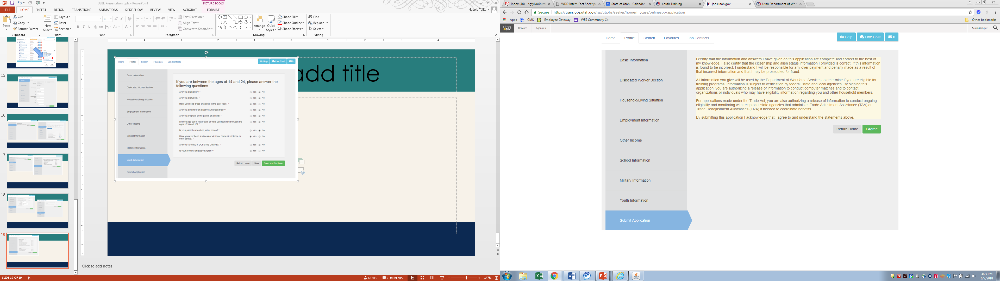 USBE Presentation.pptx - PowerPoint
PICTURE TOOLS
FILE
HOME
INSERT
DESIGN
TRANSITIONS
ANIMATIONS
SLIDE SHOW
REVIEW
VIEW
ACROBAT
FORMAT
Nycole Tylka
Paste
Cut
Copy
Format Painter
Clipboard
New
Slide
Layout
Reset
Section
Slides
32
Font
Text Direction
Align Text
Convert to SmartArt
Paragraph
Arrange
Quick
Styles
Shape Fill
Shape Outline
Shape Effects
Drawing
Find
Replace
Select
Editing
15
16
17
18
19
add title
Home Profile Search Favorites Job Contacts
Help Live Chat 0
Basic Information
Dislocated Worker Section
Household/Living Situation
Employment Information
Other Income
School Information
Military Information
Youth Information
Submit Application
If you are between the ages of 14 and 24, please answer the
following questions
Are you a runaway? * Yes No
Are you a refugee? * Yes No
Have you used drugs or alcohol in the past year? * Yes No
Are you a member of a Native American tribe? * Yes No
Are you pregnant or the parent of a child? * Yes No
Did you age-out of foster care or were you reunified between the
ages of 16 and 18? * Yes No
Is your parent currently in jail or prison? * Yes No
Have you ever been a witness or victim or domestic violence or
other abuse? * Yes No
Are you currently in DCFS/JJS Custody? * Yes No
Is your primary language English? * Yes No
Return Home Save Save and Continue
Click to add notes
SLIDE 19 OF 19
NOTES
COMMENTS
147%
Inbox (46) - ngtylka@uta
WDD Intern Fact Sheet.p
State of Utah - Calendar
Youth Training
jobs.utah.gov
Utah Department of Wor
Secure https://train.jobs.utah.gov/jsp/utjobs/seeker/home/mycase/onlineapp/application
Apps CMS Employee Gateway WFS Community Co
Other bookmarks
utah.gov
Services
Agencies
Search Utah.gov
Home Profile Search Favorites Job Contacts
Help Live Chat 0
Basic Information
Dislocated Worker Section
Household/Living Situation
Employment Information
Other Income
School Information
Military Information
Youth Information
Submit Application
I certify that the information and answers I have given on this application are complete and correct to the best of
my knowledge. I also certify that the citizenship and alien status information I provided is correct. If this information
is found to be incorrect, I understand I will be responsible for any over payment and penalty made as a result of
that incorrect information and that I may be prosecuted for fraud.
All information you give will be used by the Department of Workforce Services to determine if you are eligible for
training programs. Information is subject to verification by federal, state and local agencies. By signing this
application, you are authorizing a release of information to conduct computer matches and to contact
organizations or individuals who may have eligibility information regarding you and other household members.
For applications made under the Trade Act, you are also authorizing a release of information to conduct ongoing
eligibility and monitoring with reciprocal state agencies that administer Trade Adjustment Assistance (TAA) or
Trade Readjustment Allowances (TRA) if needed to coordinate benefits.
By submitting this application I acknowledge that I agree to and understand the statements above.
Return Home I Agree
4:25 PM
6/7/2018